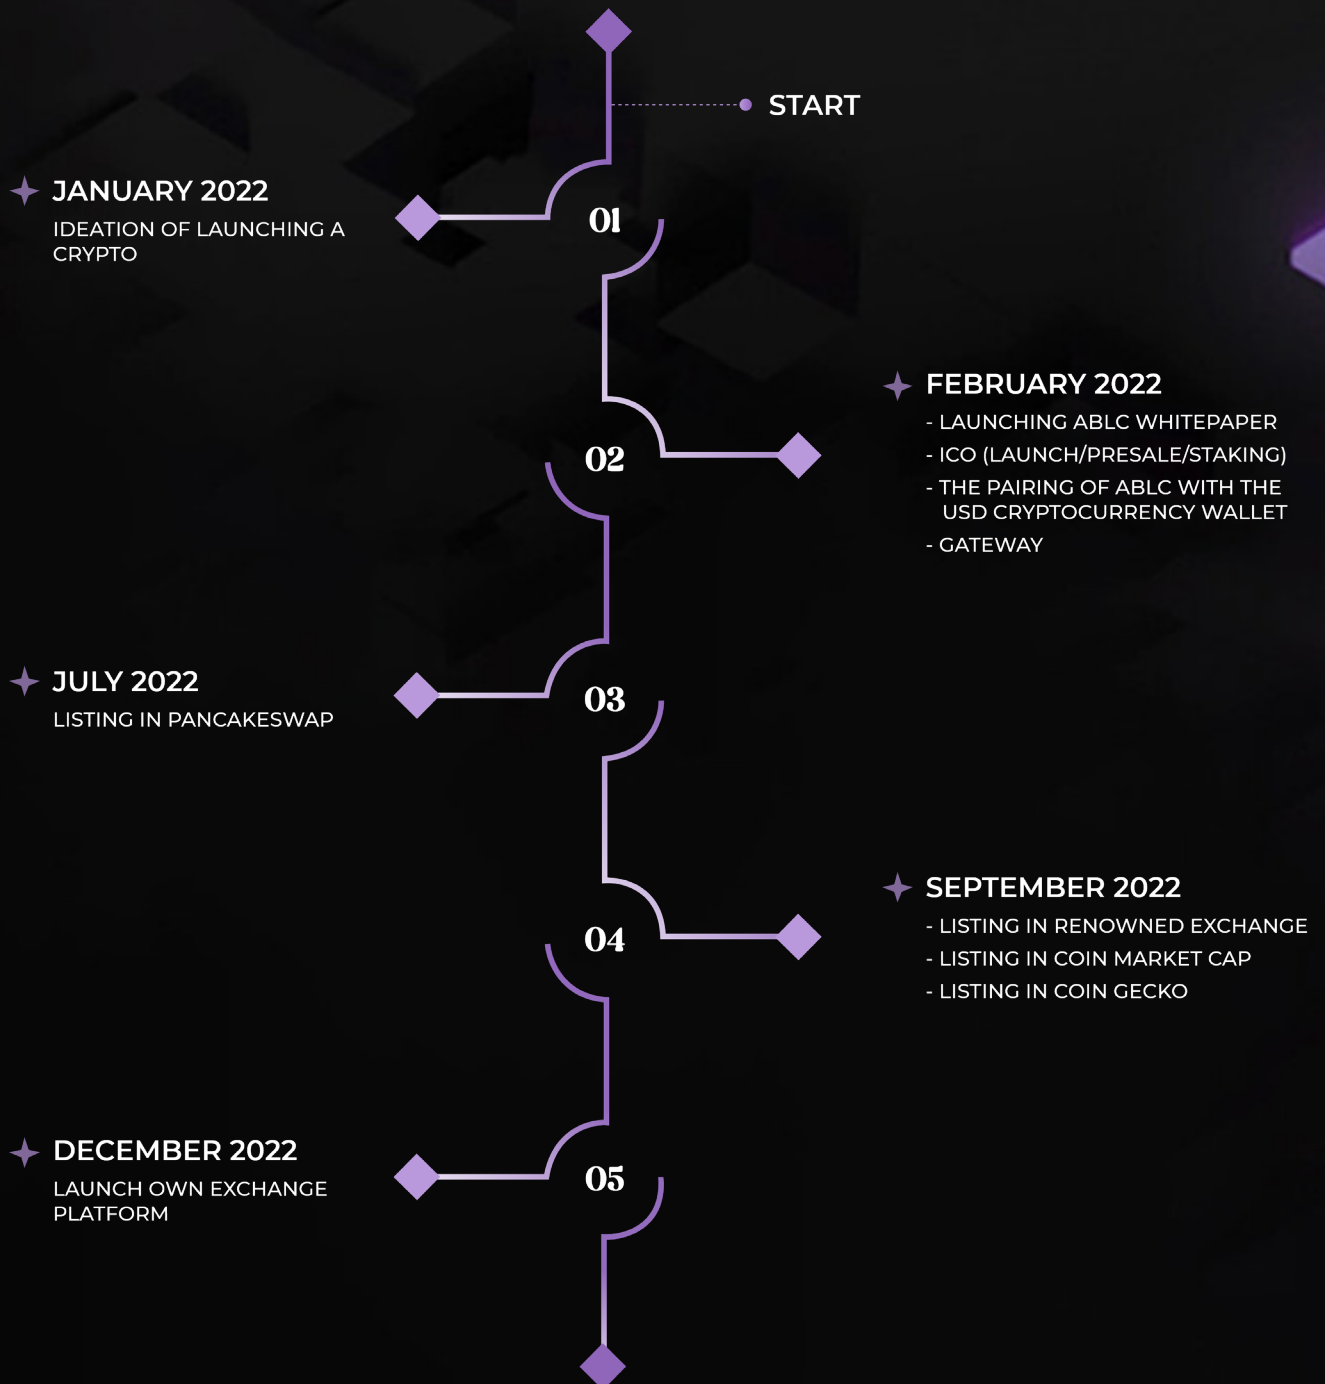 START
JANUARY 2022
IDEATION OF LAUNCHING A
CRYPTO
01
FEBRUARY 2022
- LAUNCHING ABLC WHITEPAPER
- ICO (LAUNCH/PRESALE/STAKING)
- THE PAIRING OF ABLC WITH THE
USD CRYPTOCURRENCY WALLET
- GATEWAY
02
JULY 2022
LISTING IN PANCAKESWAP
03
SEPTEMBER 2022
- LISTING IN RENOWNED EXCHANGE
- LISTING IN COIN MARKET CAP
- LISTING IN COIN GECKO
04
DECEMBER 2022
LAUNCH OWN EXCHANGE
PLATFORM
05